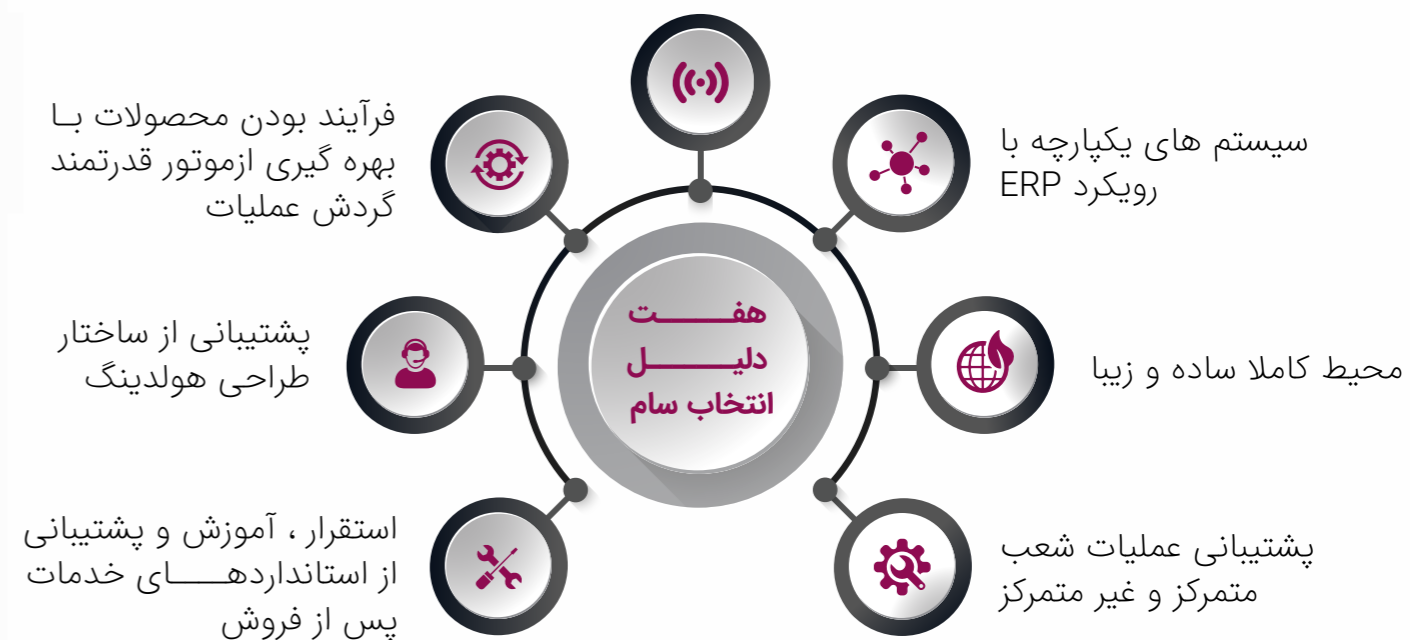 هفت
دلیل
انتخاب سام
سیستم های یکپارچه با
رویکرد ERP
محیط کاملا ساده و زیبا
پشتیبانی عملیات شعب
متمرکز و غیر متمرکز
فرآیند بودن محصولات با
بهره گیری ازموتور قدرتمند
گردش عملیات
پشتیبانی از ساختار
طراحی هولدینگ
استقرار ، آموزش و پشتیبانی
از استانداردهای خدمات
پس از فروش